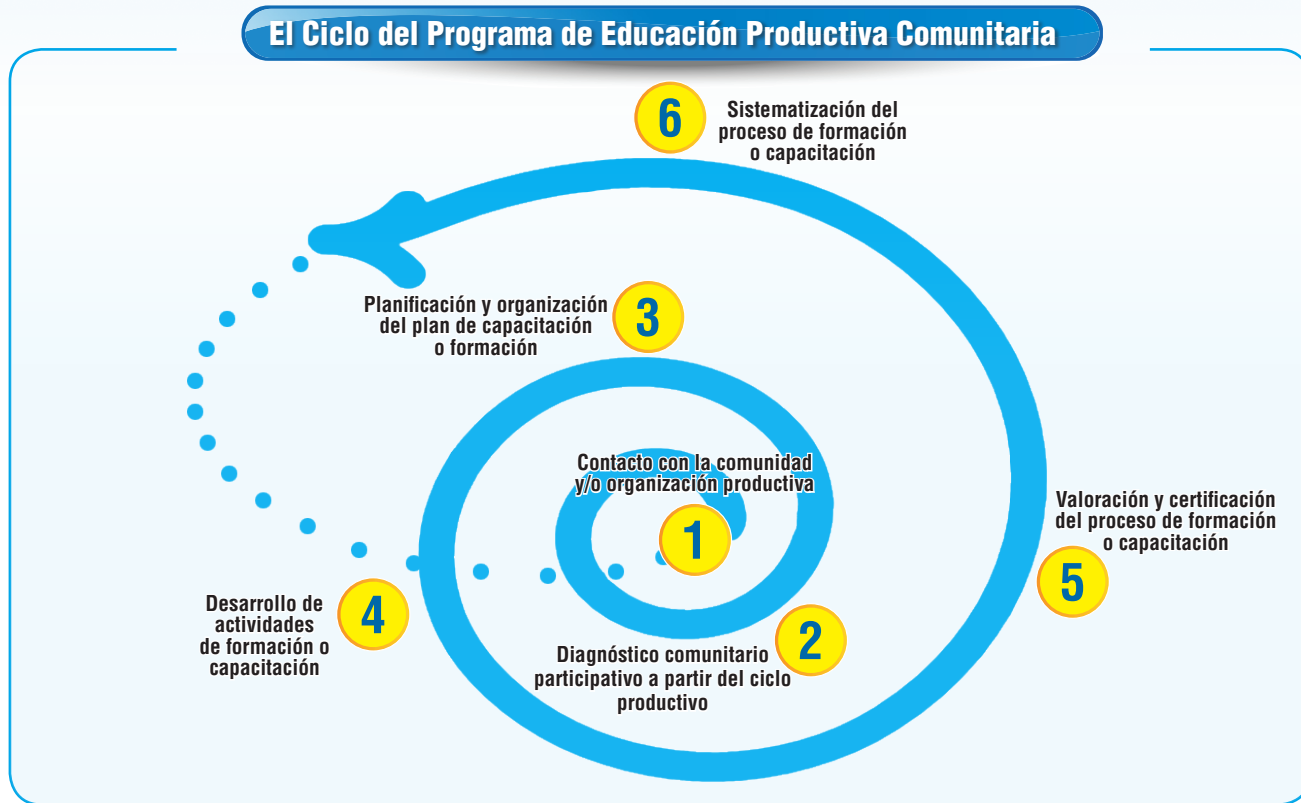 El Ciclo del Programa de Educación Productiva Comunitaria
6
Sistematización del
proceso de formación
o capacitación
Planificación y organización
del plan de capacitación
o formación
3
Contacto con la comunidad
y/o organización productiva
1
Valoración y certificación
del proceso de formación
o capacitación
5
Desarrollo de
actividades
de formación o
capacitación
4
2
Diagnóstico comunitario
participativo a partir del ciclo
productivo